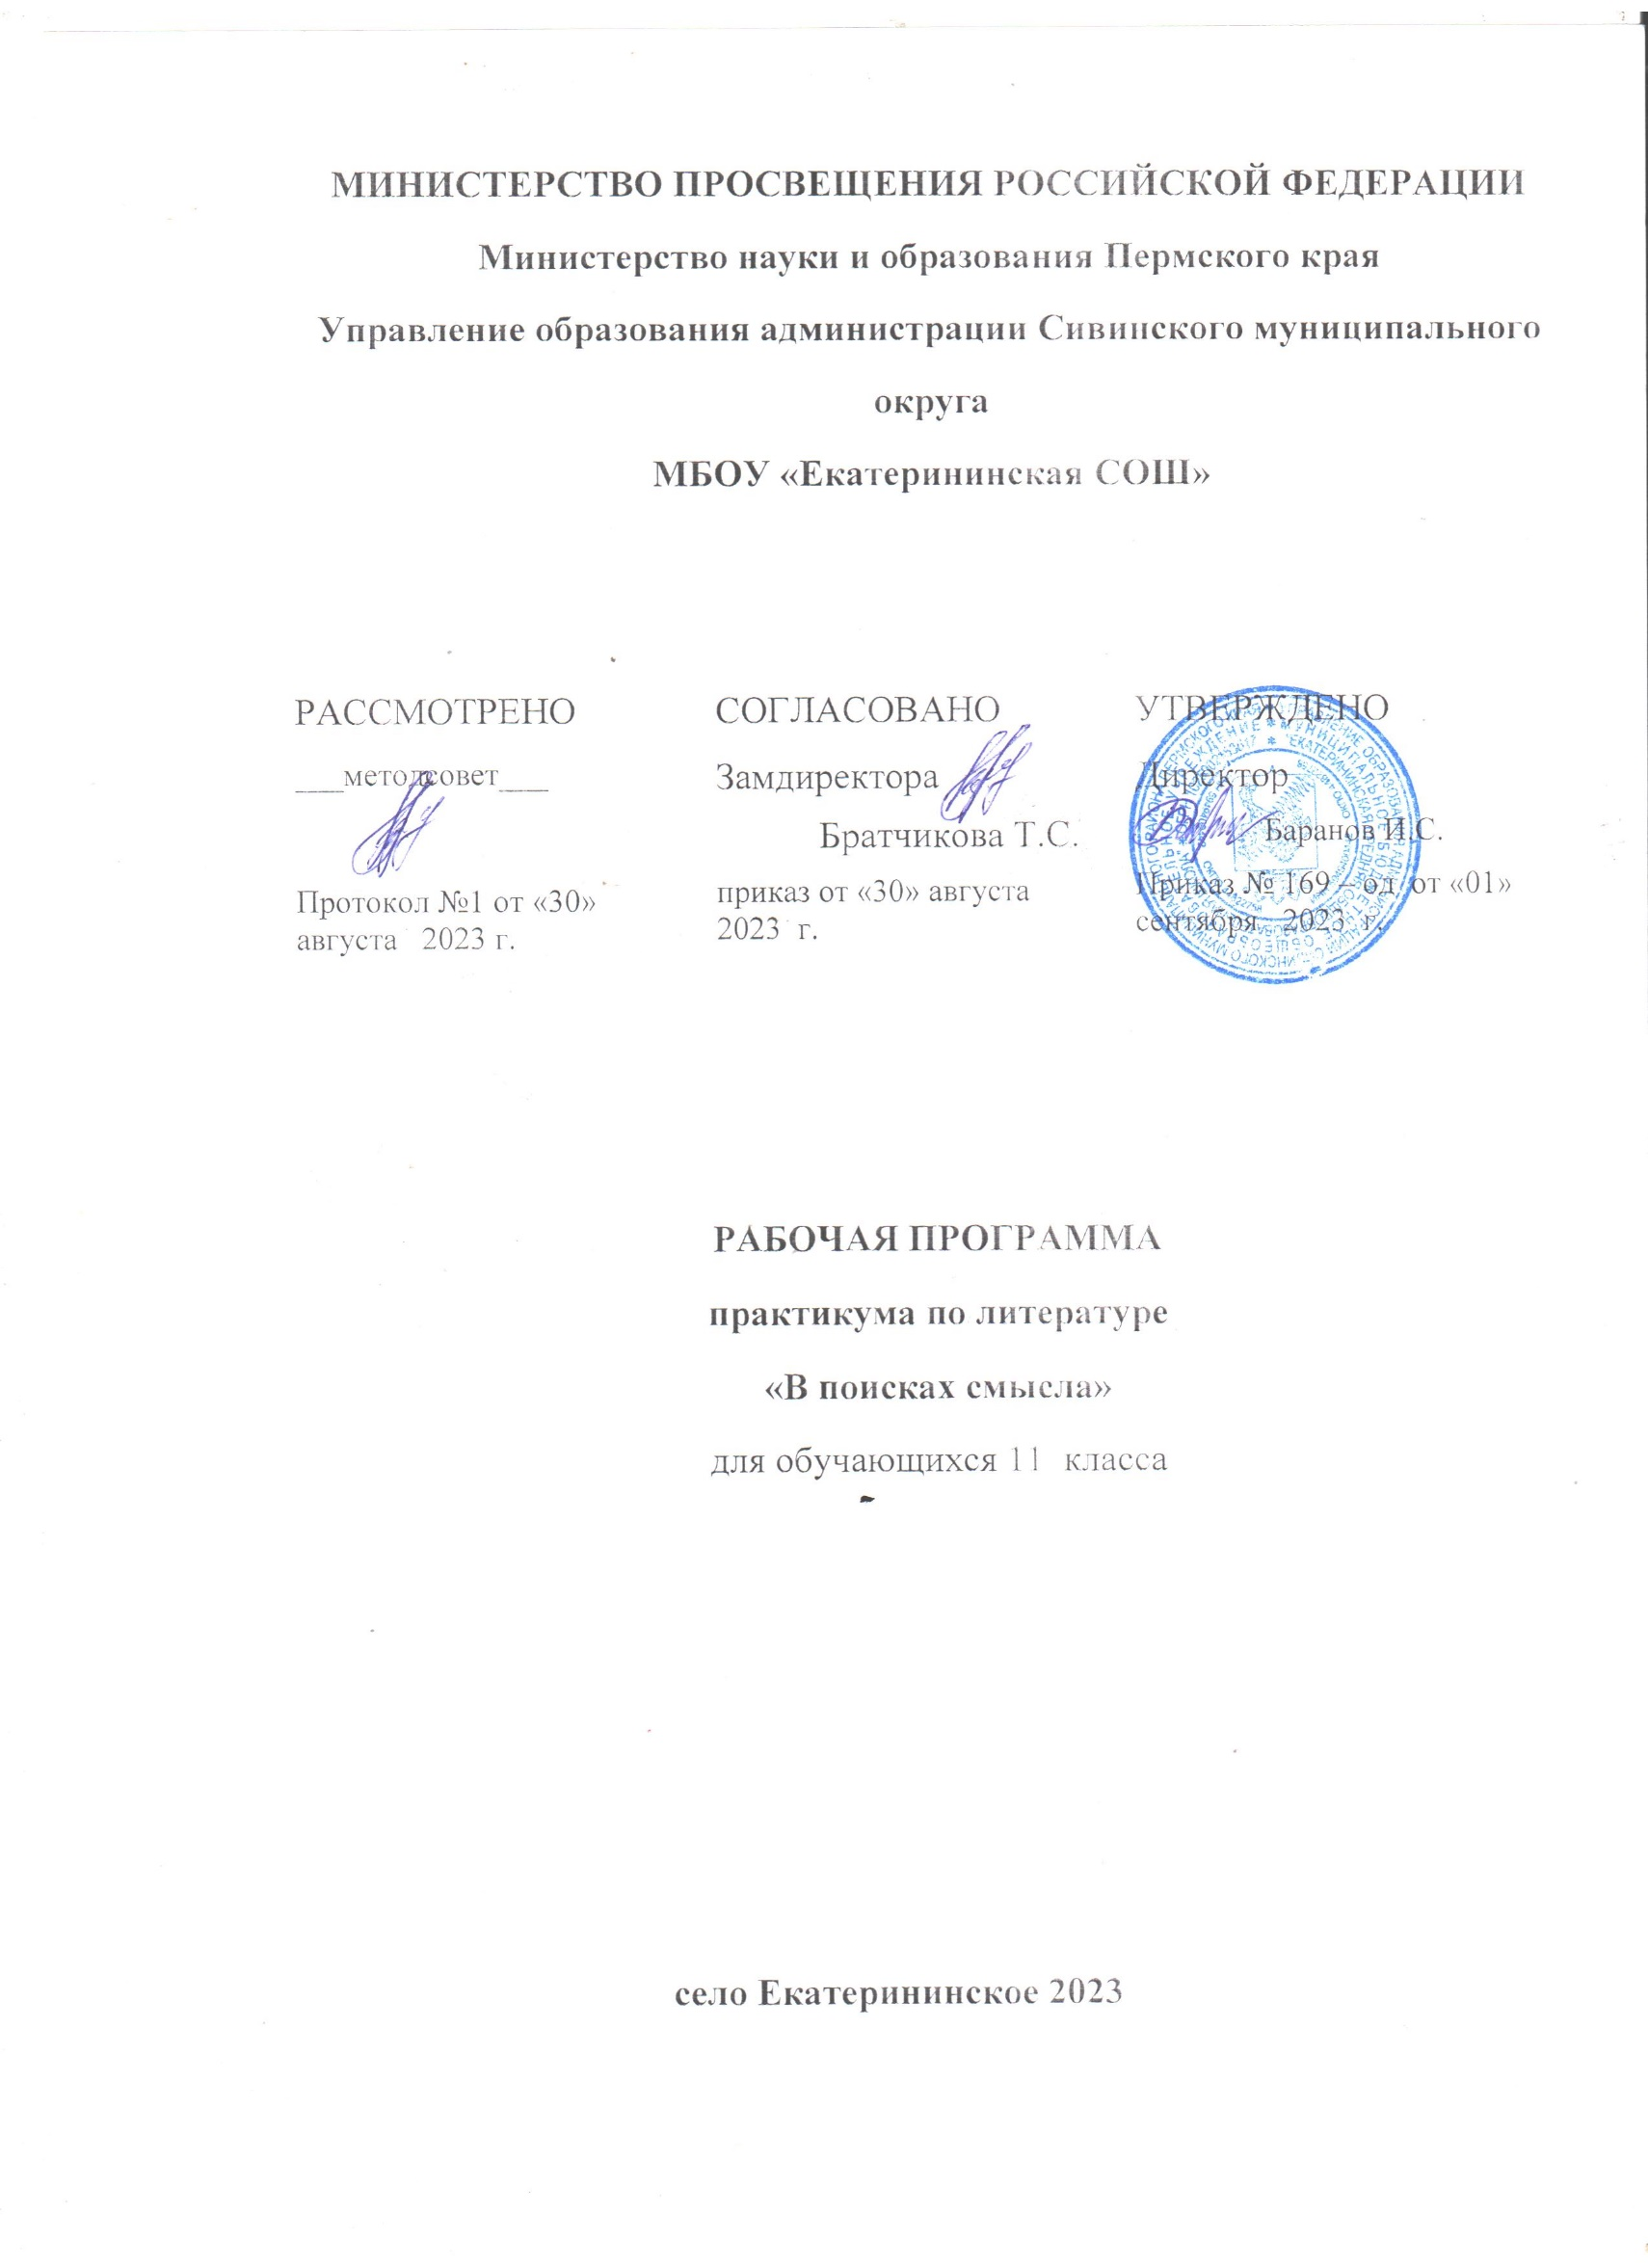 МИНИСТЕРСТВО ПРОСВЕЩЕНИЯ РОССИЙСКОЙ ФЕДЕРАЦИИ
Министерство науки и образования Пермского края
Управление образования администрации Сивинского муниципального
округа
МБОУ «Екатерининская СОШ»
РАССМОТРЕНО
___методсовет___
Протокол №1 от «30»
августа 2023 г.
СОГЛАСОВАНО
Замдиректора
Братчикова Т.С.
приказ от «30» августа
2023 г.
УТВЕРЖДЕНО
Директор
Баранов И.С.
Приказ № 169 – од от «01»
сентября 2023 г.
РАБОЧАЯ ПРОГРАММА
практикума по литературе
«В поисках смысла»
для обучающихся 11 класса
село Екатерининское 2023